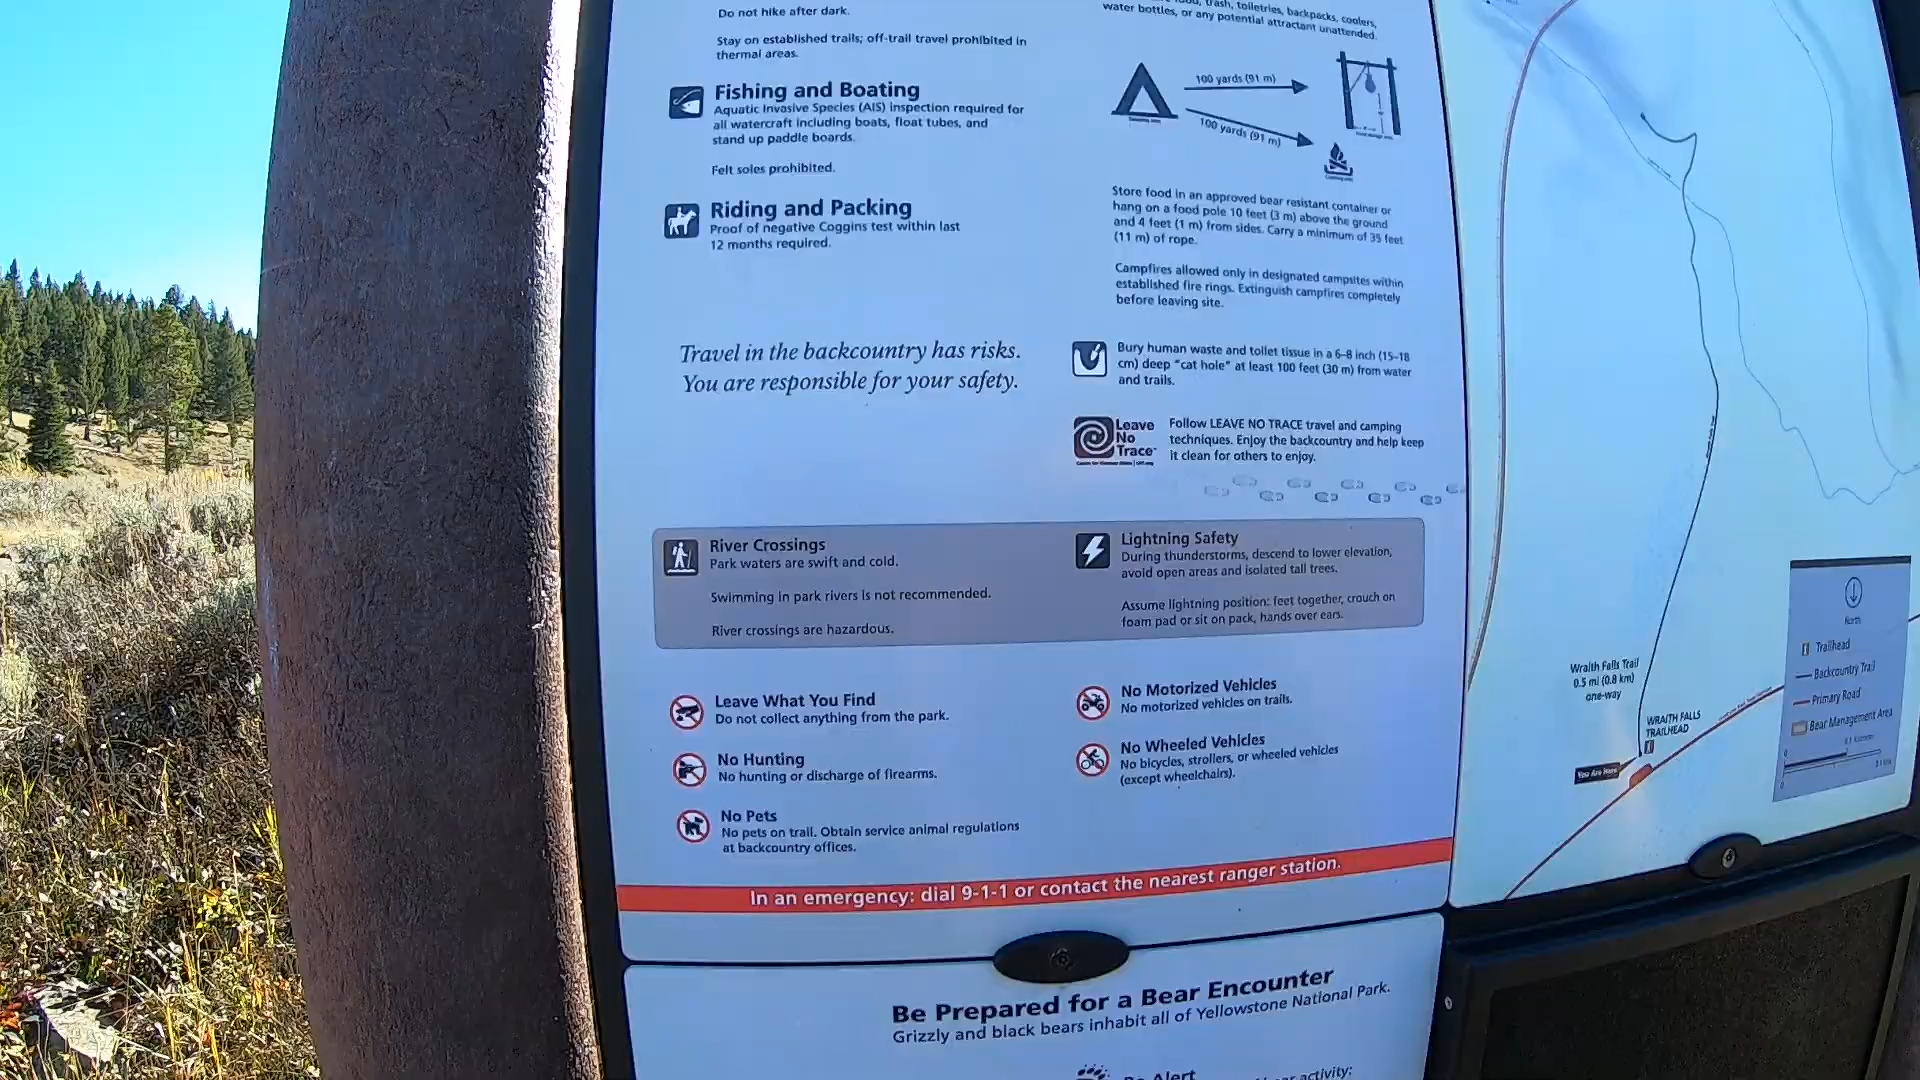 Do not hike after dark.
Stay on established trails; off-trail travel prohibited in
thermal areas.
Fishing and Boating
Aquatic Invasive Species (AIS) inspection required for
all watercraft including boats, float tubes, and
stand up paddle boards.
Felt soles prohibited.
Riding and Packing
Proof of negative Coggins test within last
12 months required.
Travel in the backcountry has risks.
You are responsible for your safety.
trash, toiletries, backpacks, coolers,
water bottles, or any potential attractant unattended.
100 yards (91 m)
100 yards (91 m)
Store food in an approved bear resistant container or
hang on a food pole 10 feet (3 m) above the ground
and 4 feet (1 m) from sides. Carry a minimum of 35 feet
(11 m) of rope.
Campfires allowed only in designated campsites within
established fire rings. Extinguish campfires completely
before leaving site.
Bury human waste and toilet tissue in a 6-8 inch (15-18
cm) deep "cat hole" at least 100 feet (30 m) from water
and trails.
Leave
No
Trace
Follow LEAVE NO TRACE travel and camping
techniques. Enjoy the backcountry and help keep
it clean for others to enjoy.
River Crossings
Park waters are swift and cold.
Swimming in park rivers is not recommended.
River crossings are hazardous.
Lightning Safety
During thunderstorms, descend to lower elevation,
avoid open areas and isolated tall trees.
Assume lightning position: feet together, crouch on
foam pad or sit on pack, hands over ears.
Leave What You Find
Do not collect anything from the park.
No Hunting
No hunting or discharge of firearms.
No Pets
No pets on trail. Obtain service animal regulations
at backcountry offices.
No Motorized Vehicles
No motorized vehicles on trails.
No Wheeled Vehicles
No bicycles, strollers, or wheeled vehicles
(except wheelchairs).
In an emergency: dial 9-1-1 or contact the nearest ranger station.
Be Prepared for a Bear Encounter
Grizzly and black bears inhabit all of Yellowstone National Park.
Alert
activity:
Wraith Falls Trail
0.5 mi (0.8 km)
one-way
WRAITH FALLS
TRAILHEAD
You Are Here
North
Trailhead
Backcountry Trail
Primary Road
Bear Management Area